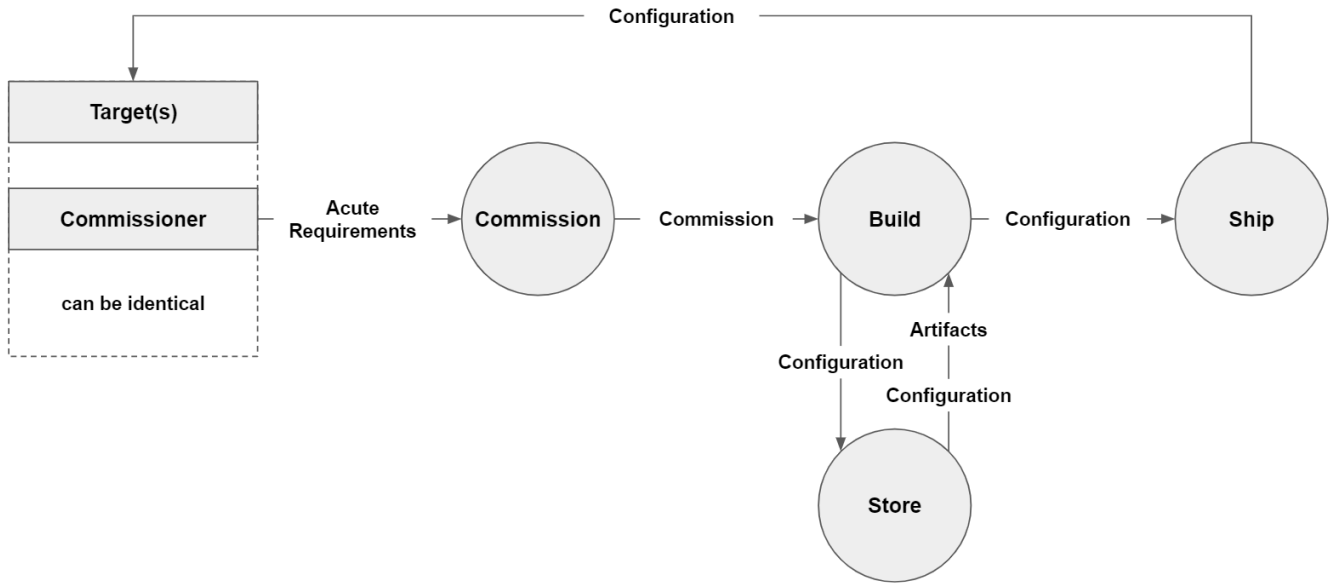 Configuration
Target(s)
Commissioner
can be identical
Acute
Requirements
Commission
Commission
Build
Configuration
Ship
Configuration
Artifacts
Configuration
Store